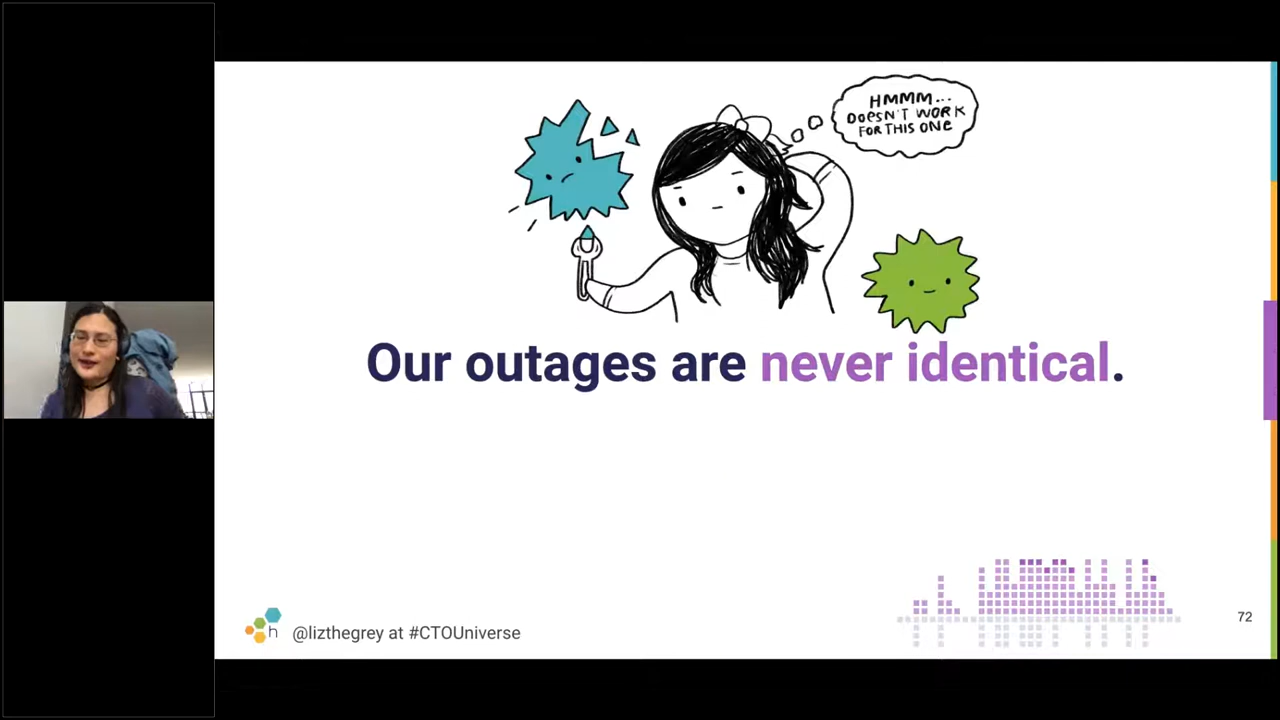 HMMM...
DOESN'T WORK
FOR THIS ONE
Our outages are never identical.
h
@lizthegrey at #CTOUniverse
72